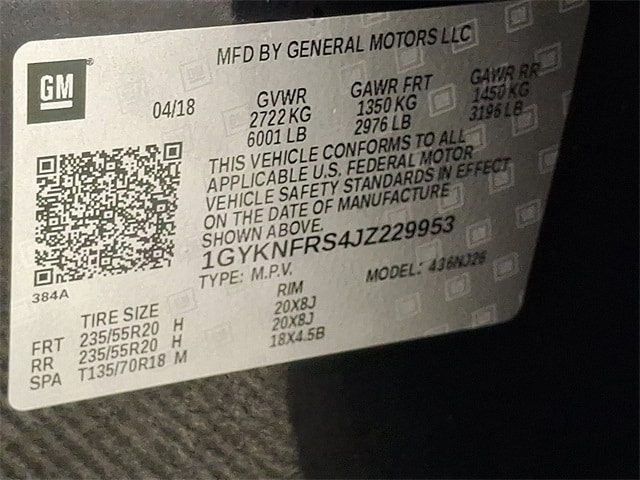 MFD BY GENERAL MOTORS LLC
GM ®
04/18 GVWR GAWR FRT GAWR RR
2722 KG 1350 KG 1450 KG
6001 LB 2976 LB 3196 LB
THIS VEHICLE CONFORMS TO ALL
APPLICABLE U.S. FEDERAL MOTOR
VEHICLE SAFETY STANDARDS IN EFFECT
ON THE DATE OF MANUFACTURE
SHOWN ABOVE.
1GYKNFRS4JZ229953
TYPE: M.P.V. MODEL: 436NJ26
384A
TIRE SIZE RIM
FRT 235/55R20 H 20X8J
RR 235/55R20 H 20X8J
SPA T135/70R18 M 18X4.5B